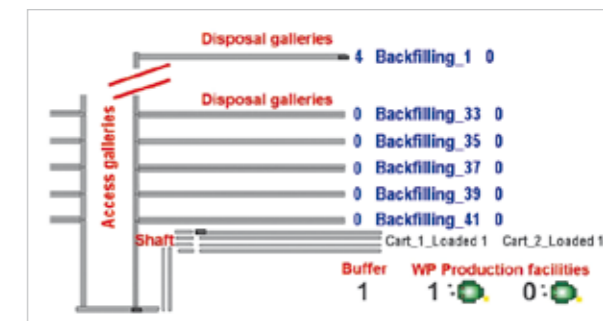 Disposal galleries
4 Backfilling_1 0
Disposal galleries
0 Backfilling_33 0
0 Backfilling_35 0
0 Backfilling_37 0
0 Backfilling_39 0
0 Backfilling_41 0
Access galleries
Shaft
Cart_1_Loaded 1 Cart_2_Loaded 1
Buffer WP Production facilities
1 1: 0: